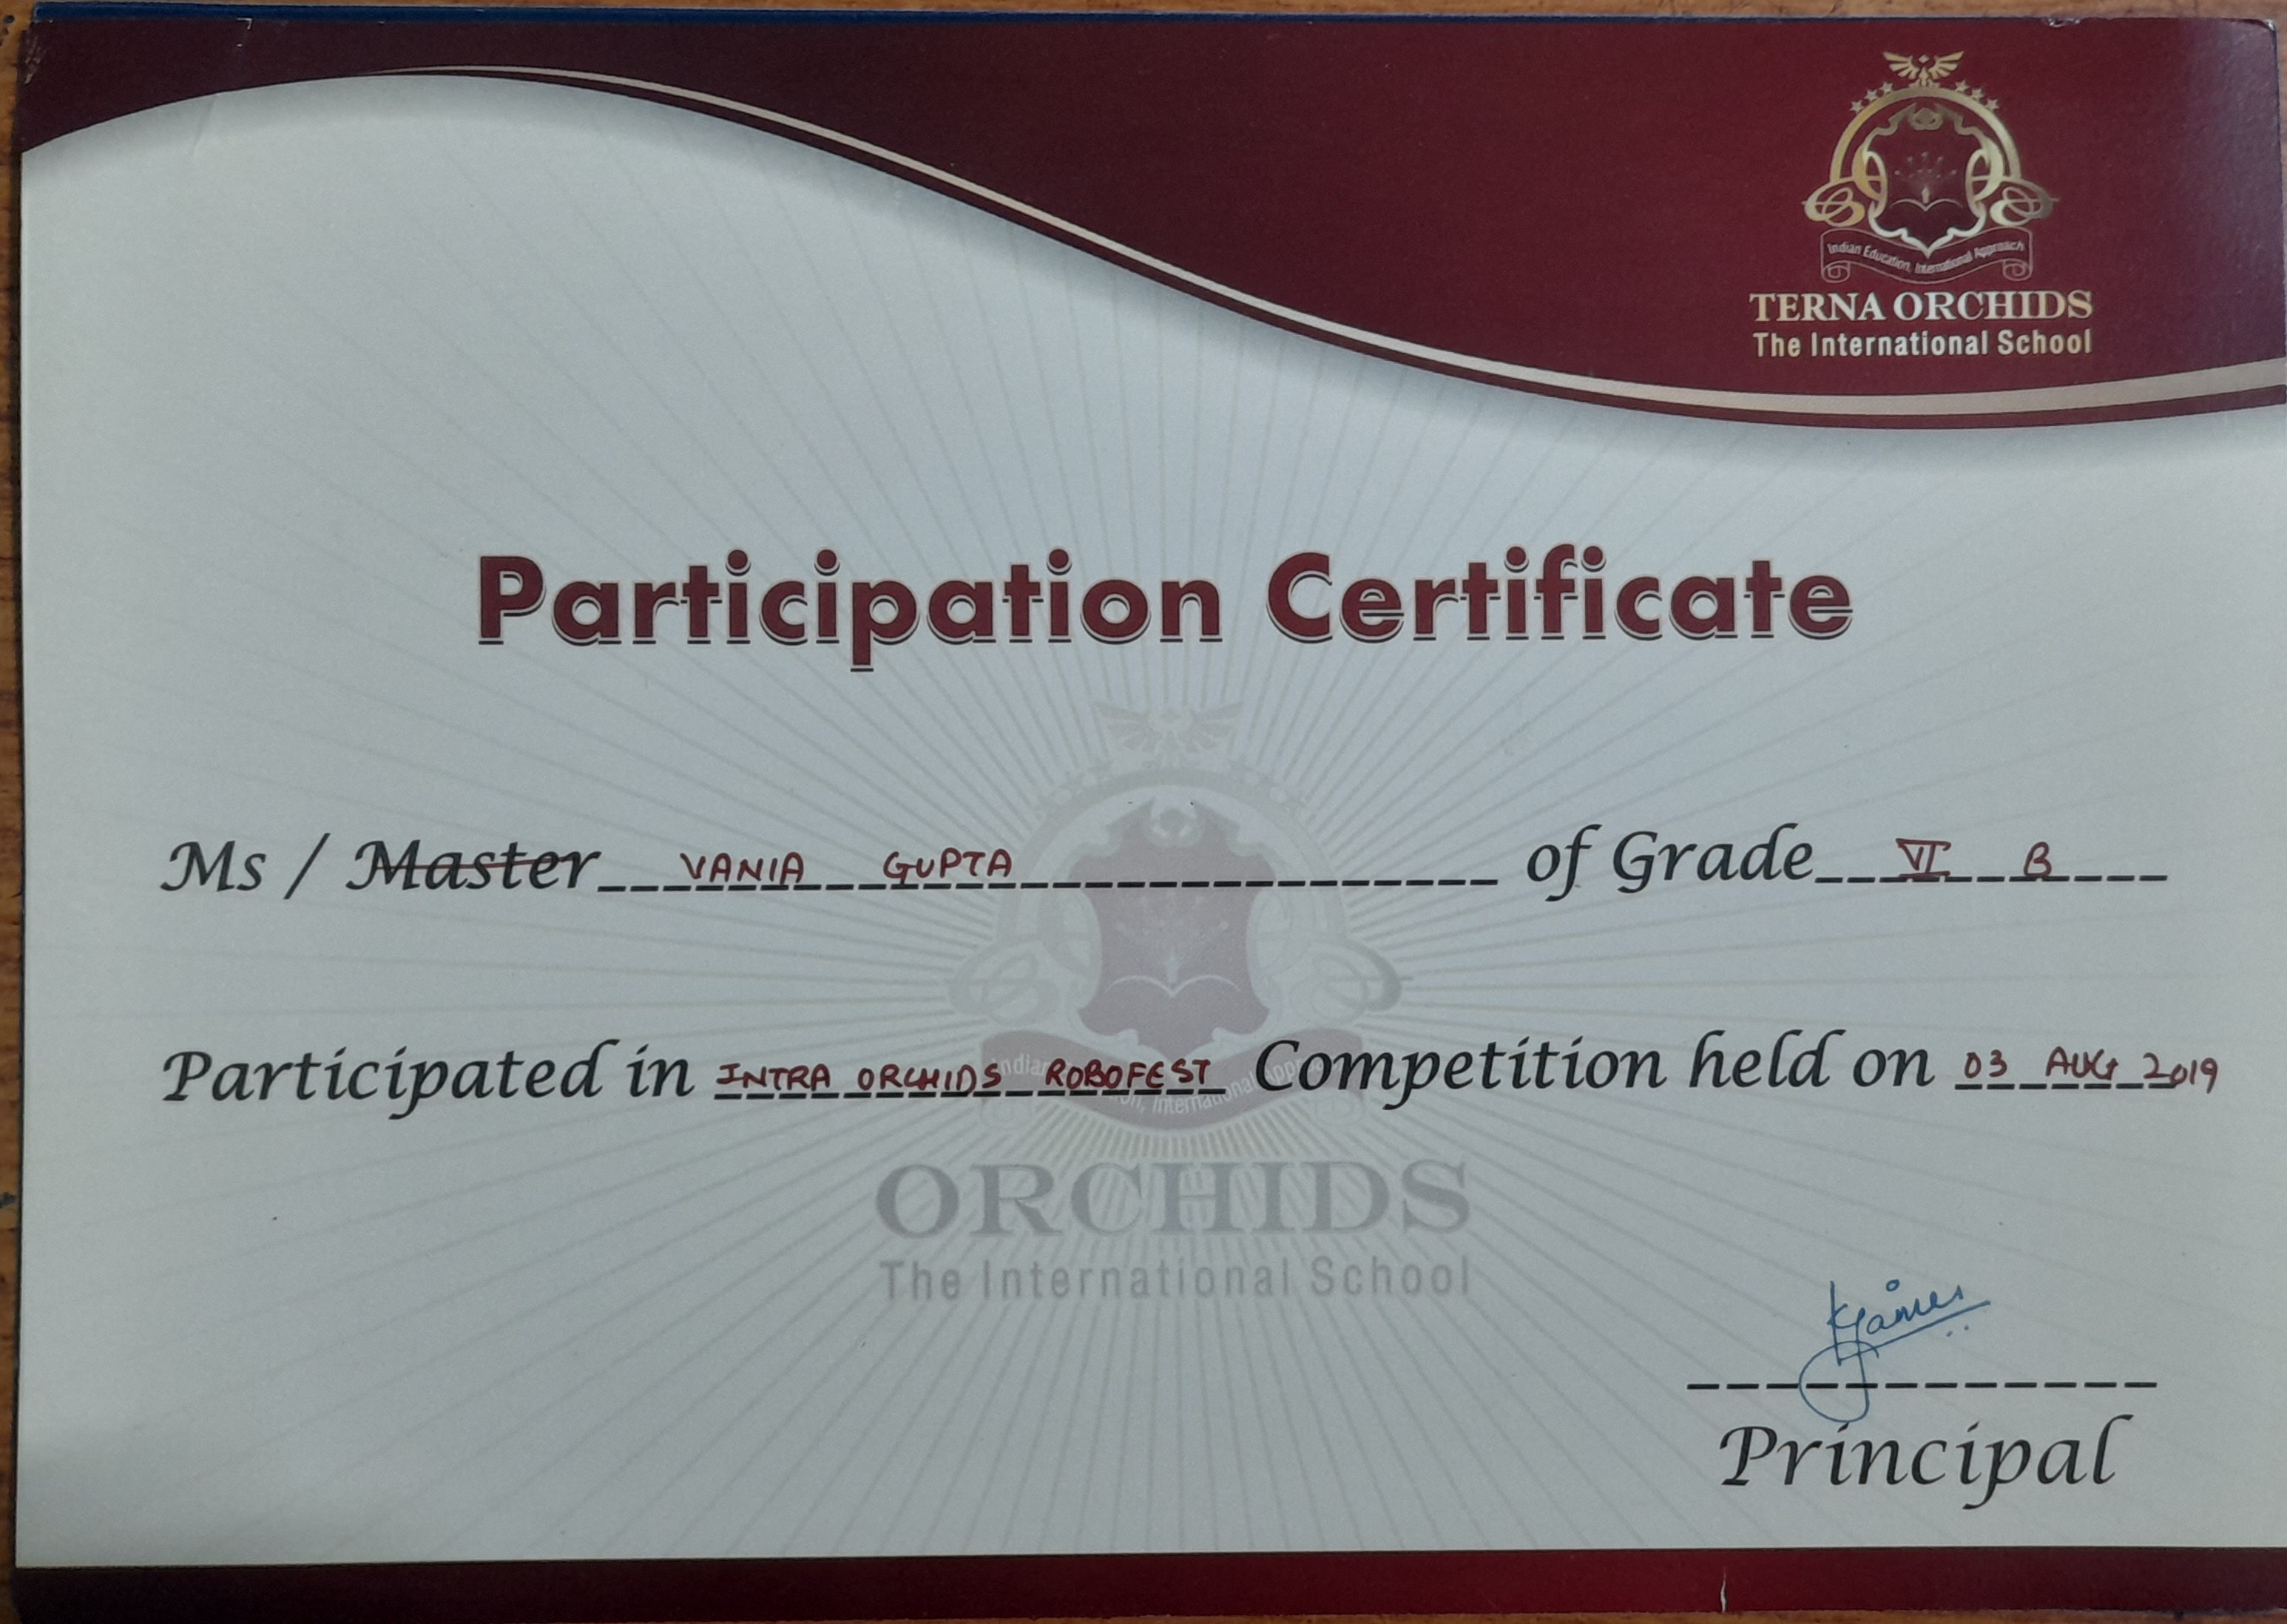 Indian Education, International Approach
TERNA ORCHIDS
The International School
Participation Certificate
Ms / Master VANIA GUPTA of Grade VI B
Participated in INTRA ORCHIDS ROBOFEST Competition held on 03 AUG 2019
ORCHIDS
The International School
Principal